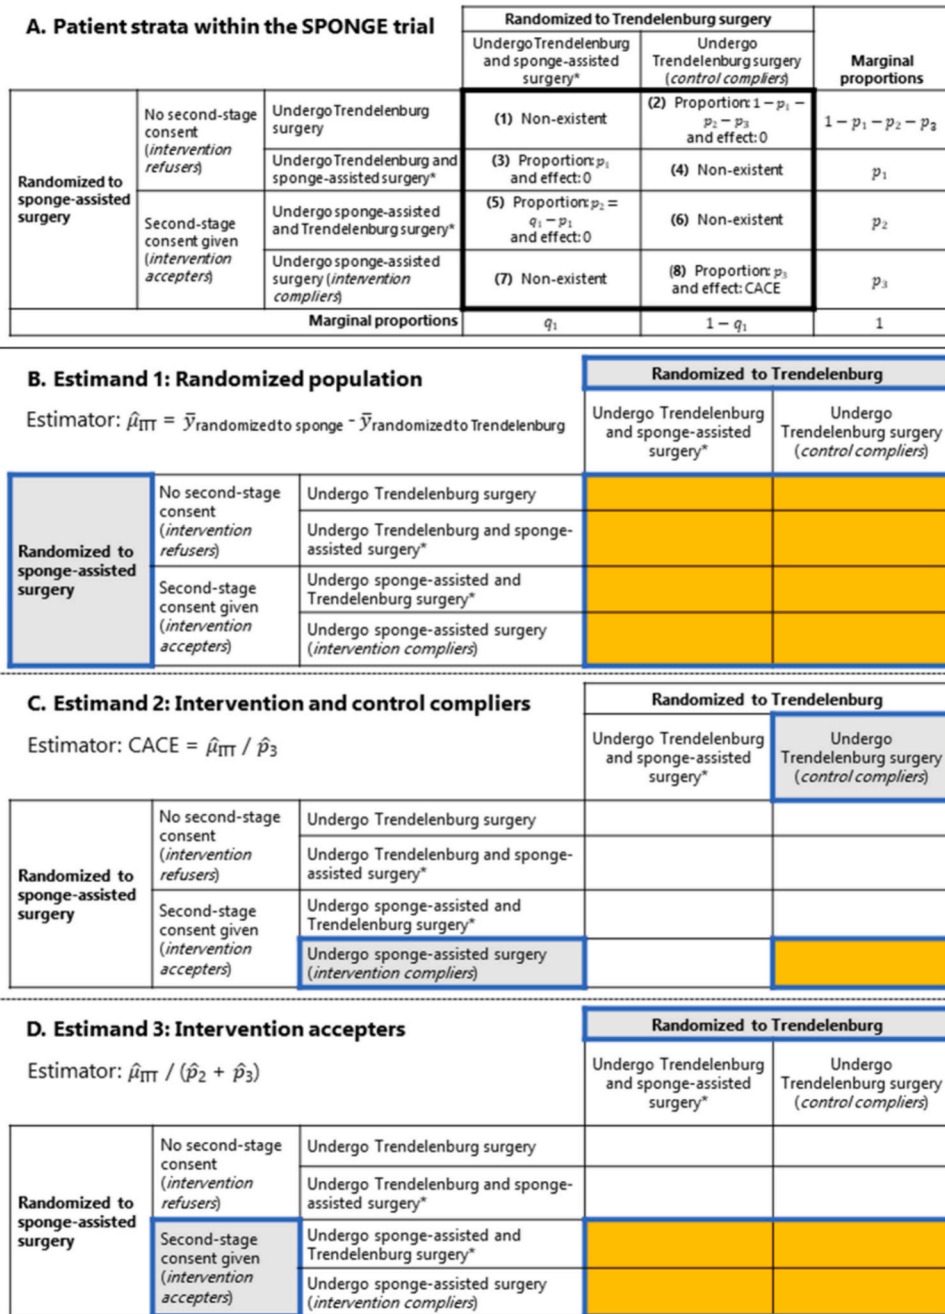 A. Patient strata within the SPONGE trial
Randomized to Trendelenburg surgery
Undergo Trendelenburg
and sponge-assisted
surgery*
Undergo
Trendelenburg surgery
(control compliers)
Marginal
proportions
Randomized to
sponge-assisted
surgery
No second-stage
consent
(intervention
refusers)
Undergo Trendelenburg
surgery
(1) Non-existent
(2) Proportion: 1 − p₁ −
p₂ − p₃
and effect: 0
1 − p₁ − p₂ − p₃
Undergo Trendelenburg and
sponge-assisted surgery*
(3) Proportion: p₁
and effect: 0
(4) Non-existent
p₁
Second-stage
consent given
(intervention
accepters)
Undergo sponge-assisted
and Trendelenburg surgery*
(5) Proportion: p₂ =
q₁ − p₁
and effect: 0
(6) Non-existent
p₂
Undergo sponge-assisted
surgery (intervention
compliers)
(7) Non-existent
(8) Proportion: p₃
and effect: CACE
p₃
Marginal proportions
q₁
1 − q₁
1
B. Estimand 1: Randomized population
Estimator: μ̂ITT = ȳrandomized to sponge - ȳrandomized to Trendelenburg
Randomized to Trendelenburg
Undergo Trendelenburg
and sponge-assisted
surgery*
Undergo
Trendelenburg surgery
(control compliers)
Randomized to
sponge-assisted
surgery
No second-stage
consent
(intervention
refusers)
Undergo Trendelenburg surgery
Undergo Trendelenburg and sponge-
assisted surgery*
Second-stage
consent given
(intervention
accepters)
Undergo sponge-assisted and
Trendelenburg surgery*
Undergo sponge-assisted surgery
(intervention compliers)
C. Estimand 2: Intervention and control compliers
Estimator: CACE = μ̂ITT / p̂₃
Randomized to Trendelenburg
Undergo Trendelenburg
and sponge-assisted
surgery*
Undergo
Trendelenburg surgery
(control compliers)
Randomized to
sponge-assisted
surgery
No second-stage
consent
(intervention
refusers)
Undergo Trendelenburg surgery
Undergo Trendelenburg and sponge-
assisted surgery*
Second-stage
consent given
(intervention
accepters)
Undergo sponge-assisted and
Trendelenburg surgery*
Undergo sponge-assisted surgery
(intervention compliers)
D. Estimand 3: Intervention accepters
Estimator: μ̂ITT / (p̂₂ + p̂₃)
Randomized to Trendelenburg
Undergo Trendelenburg
and sponge-assisted
surgery*
Undergo
Trendelenburg surgery
(control compliers)
Randomized to
sponge-assisted
surgery
No second-stage
consent
(intervention
refusers)
Undergo Trendelenburg surgery
Undergo Trendelenburg and sponge-
assisted surgery*
Second-stage
consent given
(intervention
accepters)
Undergo sponge-assisted and
Trendelenburg surgery*
Undergo sponge-assisted surgery
(intervention compliers)